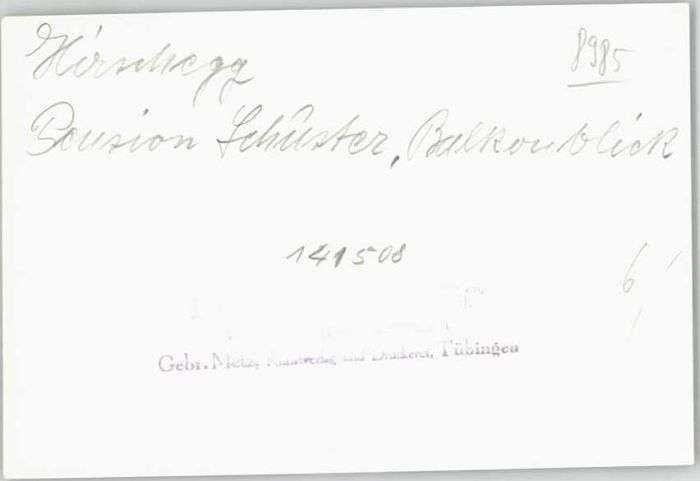 Hirschegg
8985
Pension Schuster, Balkonblick
141508
6
Gebr. Metz, Kunstverlag und Druckerei, Tübingen